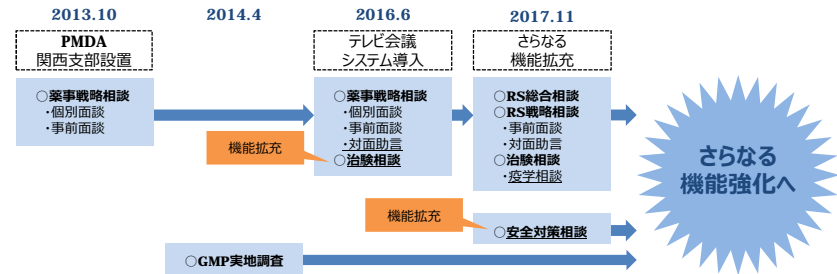 2013.10
2014.4
2016.6
2017.11
PMDA
関西支部設置
テレビ会議
システム導入
さらなる
機能拡充
○薬事戦略相談
・個別面談
・事前面談
○薬事戦略相談
・個別面談
・事前面談
・対面助言
○治験相談
○RS総合相談
○RS戦略相談
・事前面談
・対面助言
○治験相談
・疫学相談
機能拡充
さらなる
機能強化へ
機能拡充
○安全対策相談
○GMP実地調査